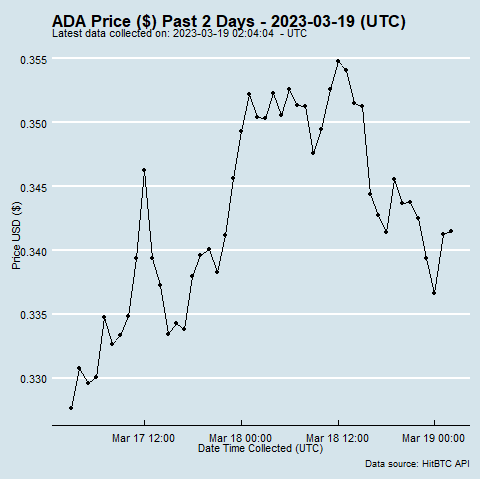 ADA Price ($) Past 2 Days - 2023-03-19 (UTC)
Latest data collected on: 2023-03-19 02:04:04 - UTC
0.355
0.350
0.345
0.340
0.335
0.330
Price USD ($)
Mar 17 12:00
Mar 18 00:00
Mar 18 12:00
Mar 19 00:00
Date Time Collected (UTC)
Data source: HitBTC API